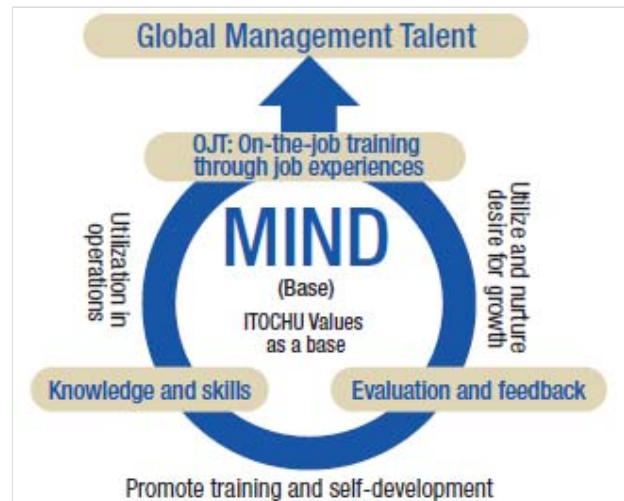 Global Management Talent
OJT: On-the-job training
through job experiences
Utilization in
operations
MIND
(Base)
ITOCHU Values
as a base
Utilize and nurture
desire for growth
Knowledge and skills
Evaluation and feedback
Promote training and self-development